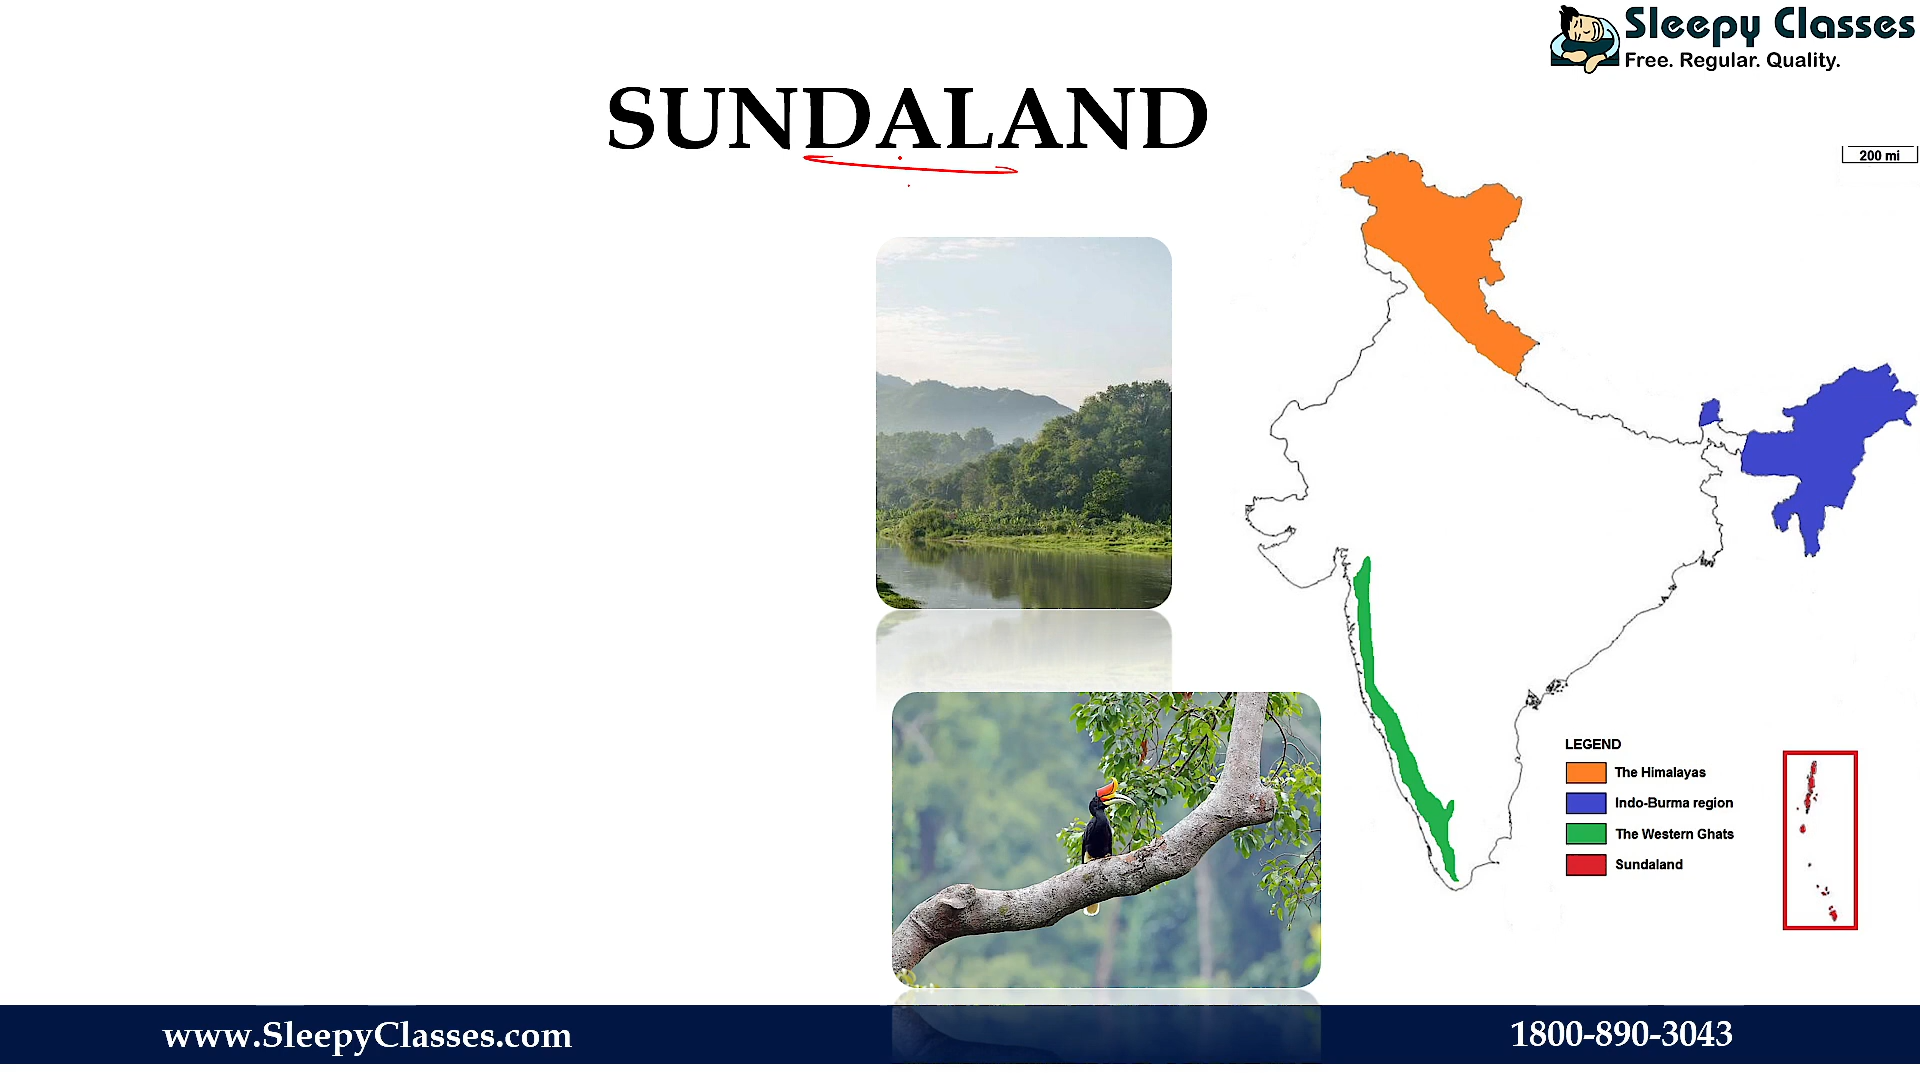 Sleepy Classes
Free. Regular. Quality.
SUNDALAND
200 mi
LEGEND
The Himalayas
Indo-Burma region
The Western Ghats
Sundaland
www.SleepyClasses.com
1800-890-3043